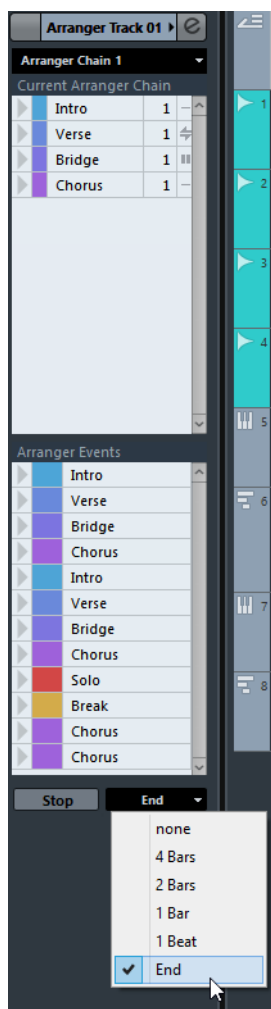 Arranger Track 01
Arranger Chain 1
Current Arranger Chain
Intro 1
Verse 1
Bridge 1
Chorus 1
Arranger Events
Intro
Verse
Bridge
Chorus
Intro
Verse
Bridge
Chorus
Solo
Break
Chorus
Chorus
Stop End
none
4 Bars
2 Bars
1 Bar
1 Beat
End
1
2
3
4
5
6
7
8